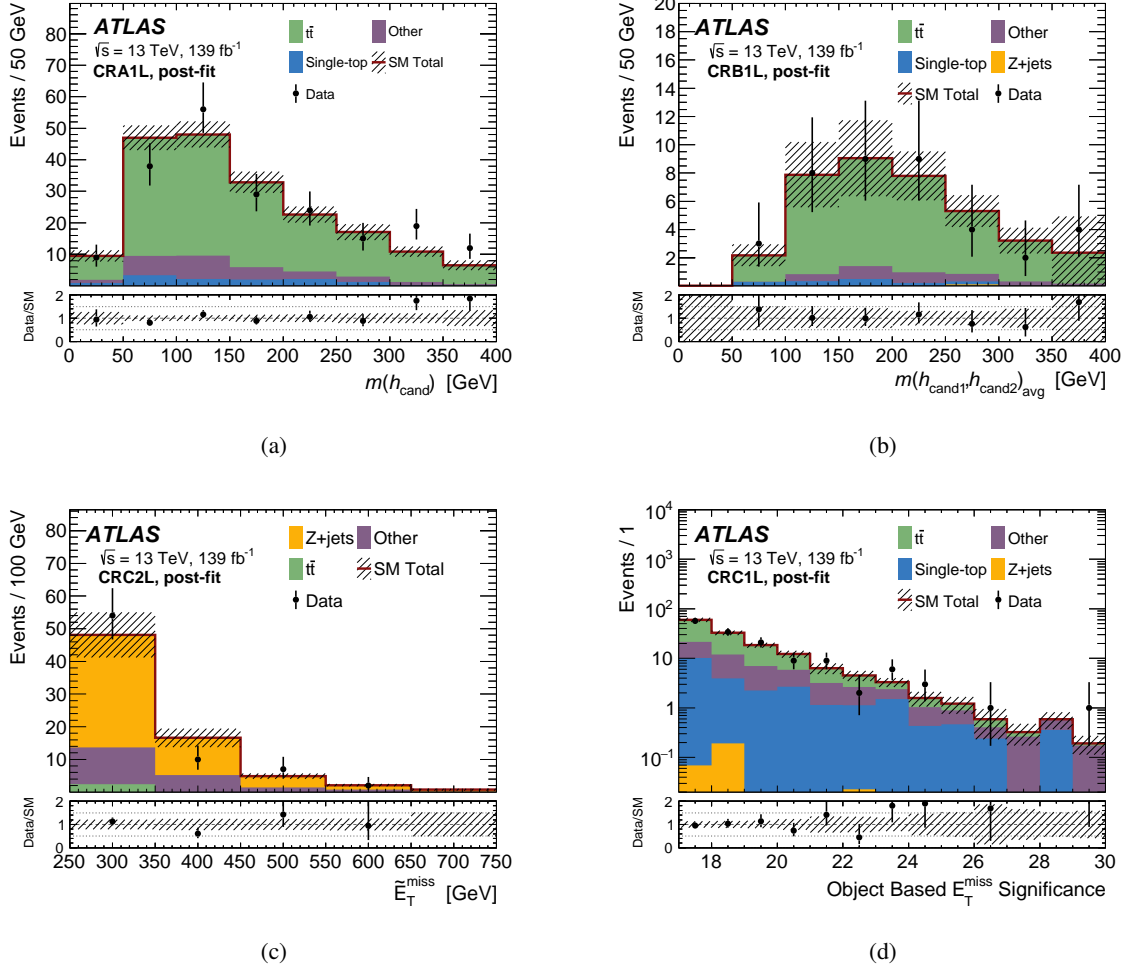 ATLAS
√s = 13 TeV, 139 fb⁻¹
CRA1L, post-fit
tt̄
Other
Single-top
SM Total
Data
Events / 50 GeV
80
70
60
50
40
30
20
10
Data/SM
2
1
0
0 50 100 150 200 250 300 350 400
m(h_cand) [GeV]
(a)
ATLAS
√s = 13 TeV, 139 fb⁻¹
CRB1L, post-fit
tt̄
Other
Single-top
Z+jets
SM Total
Data
Events / 50 GeV
20
18
16
14
12
10
8
6
4
2
Data/SM
2
1
0
0 50 100 150 200 250 300 350 400
m(h_cand1,h_cand2)_avg [GeV]
(b)
ATLAS
√s = 13 TeV, 139 fb⁻¹
CRC2L, post-fit
Z+jets
Other
tt̄
SM Total
Data
Events / 100 GeV
80
70
60
50
40
30
20
10
Data/SM
2
1
0
250 300 350 400 450 500 550 600 650 700 750
Ẽ_T^miss [GeV]
(c)
ATLAS
√s = 13 TeV, 139 fb⁻¹
CRC1L, post-fit
tt̄
Other
Single-top
Z+jets
SM Total
Data
Events / 1
10⁴
10³
10²
10
1
10⁻¹
Data/SM
2
1
0
18 20 22 24 26 28 30
Object Based E_T^miss Significance
(d)